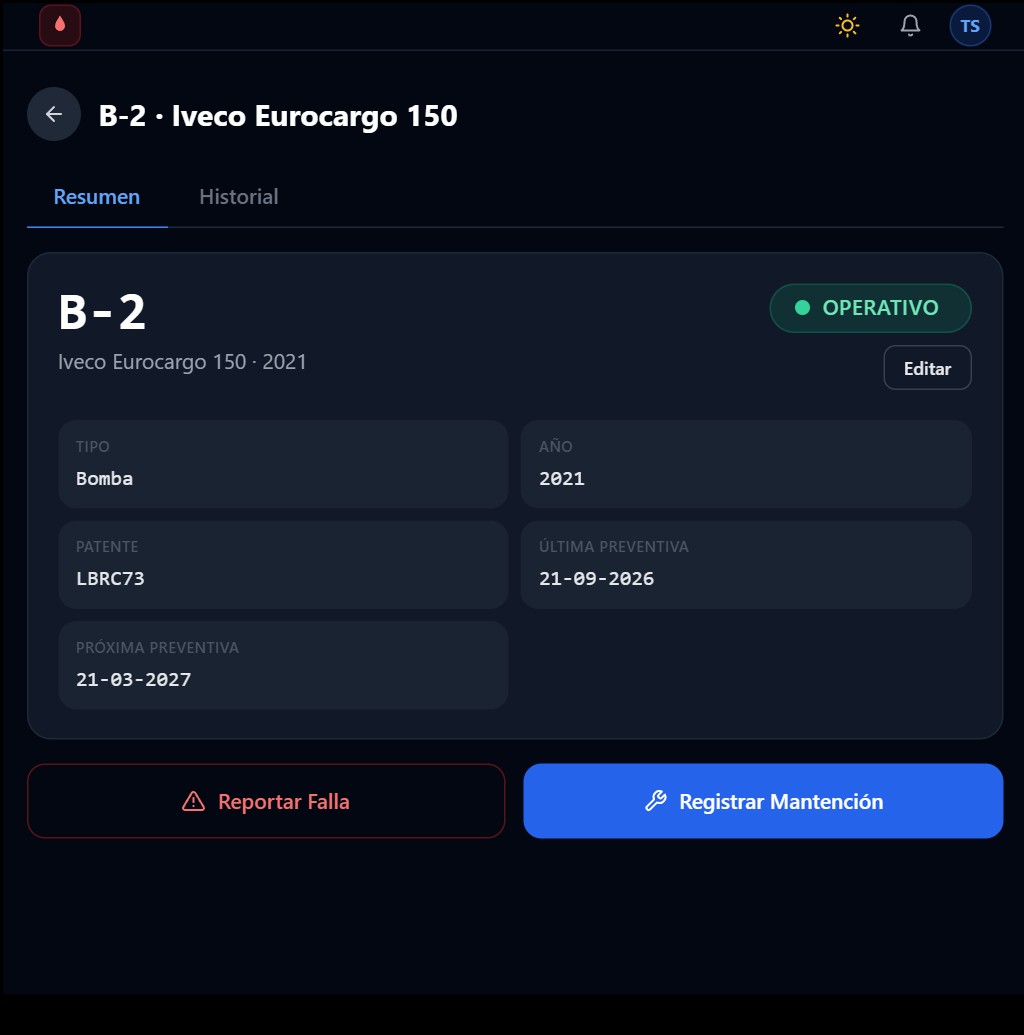 TS
B-2 · Iveco Eurocargo 150
Resumen
Historial
B-2
OPERATIVO
Iveco Eurocargo 150 · 2021
Editar
TIPO
Bomba
AÑO
2021
PATENTE
LBRC73
ÚLTIMA PREVENTIVA
21-09-2026
PRÓXIMA PREVENTIVA
21-03-2027
Reportar Falla
Registrar Mantención